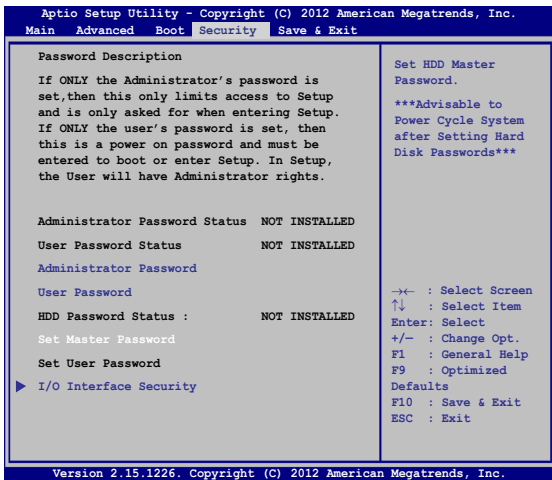 Aptio Setup Utility - Copyright (C) 2012 American Megatrends, Inc.
Main Advanced Boot Security Save & Exit
Password Description
If ONLY the Administrator's password is
set,then this only limits access to Setup
and is only asked for when entering Setup.
If ONLY the user's password is set, then
this is a power on password and must be
entered to boot or enter Setup. In Setup,
the User will have Administrator rights.
Administrator Password Status NOT INSTALLED
User Password Status NOT INSTALLED
Administrator Password
User Password
HDD Password Status : NOT INSTALLED
Set Master Password
Set User Password
I/O Interface Security
Set HDD Master
Password.
***Advisable to
Power Cycle System
after Setting Hard
Disk Passwords***
→← : Select Screen
↑↓ : Select Item
Enter: Select
+/— : Change Opt.
F1 : General Help
F9 : Optimized
Defaults
F10 : Save & Exit
ESC : Exit
Version 2.15.1226. Copyright (C) 2012 American Megatrends, Inc.